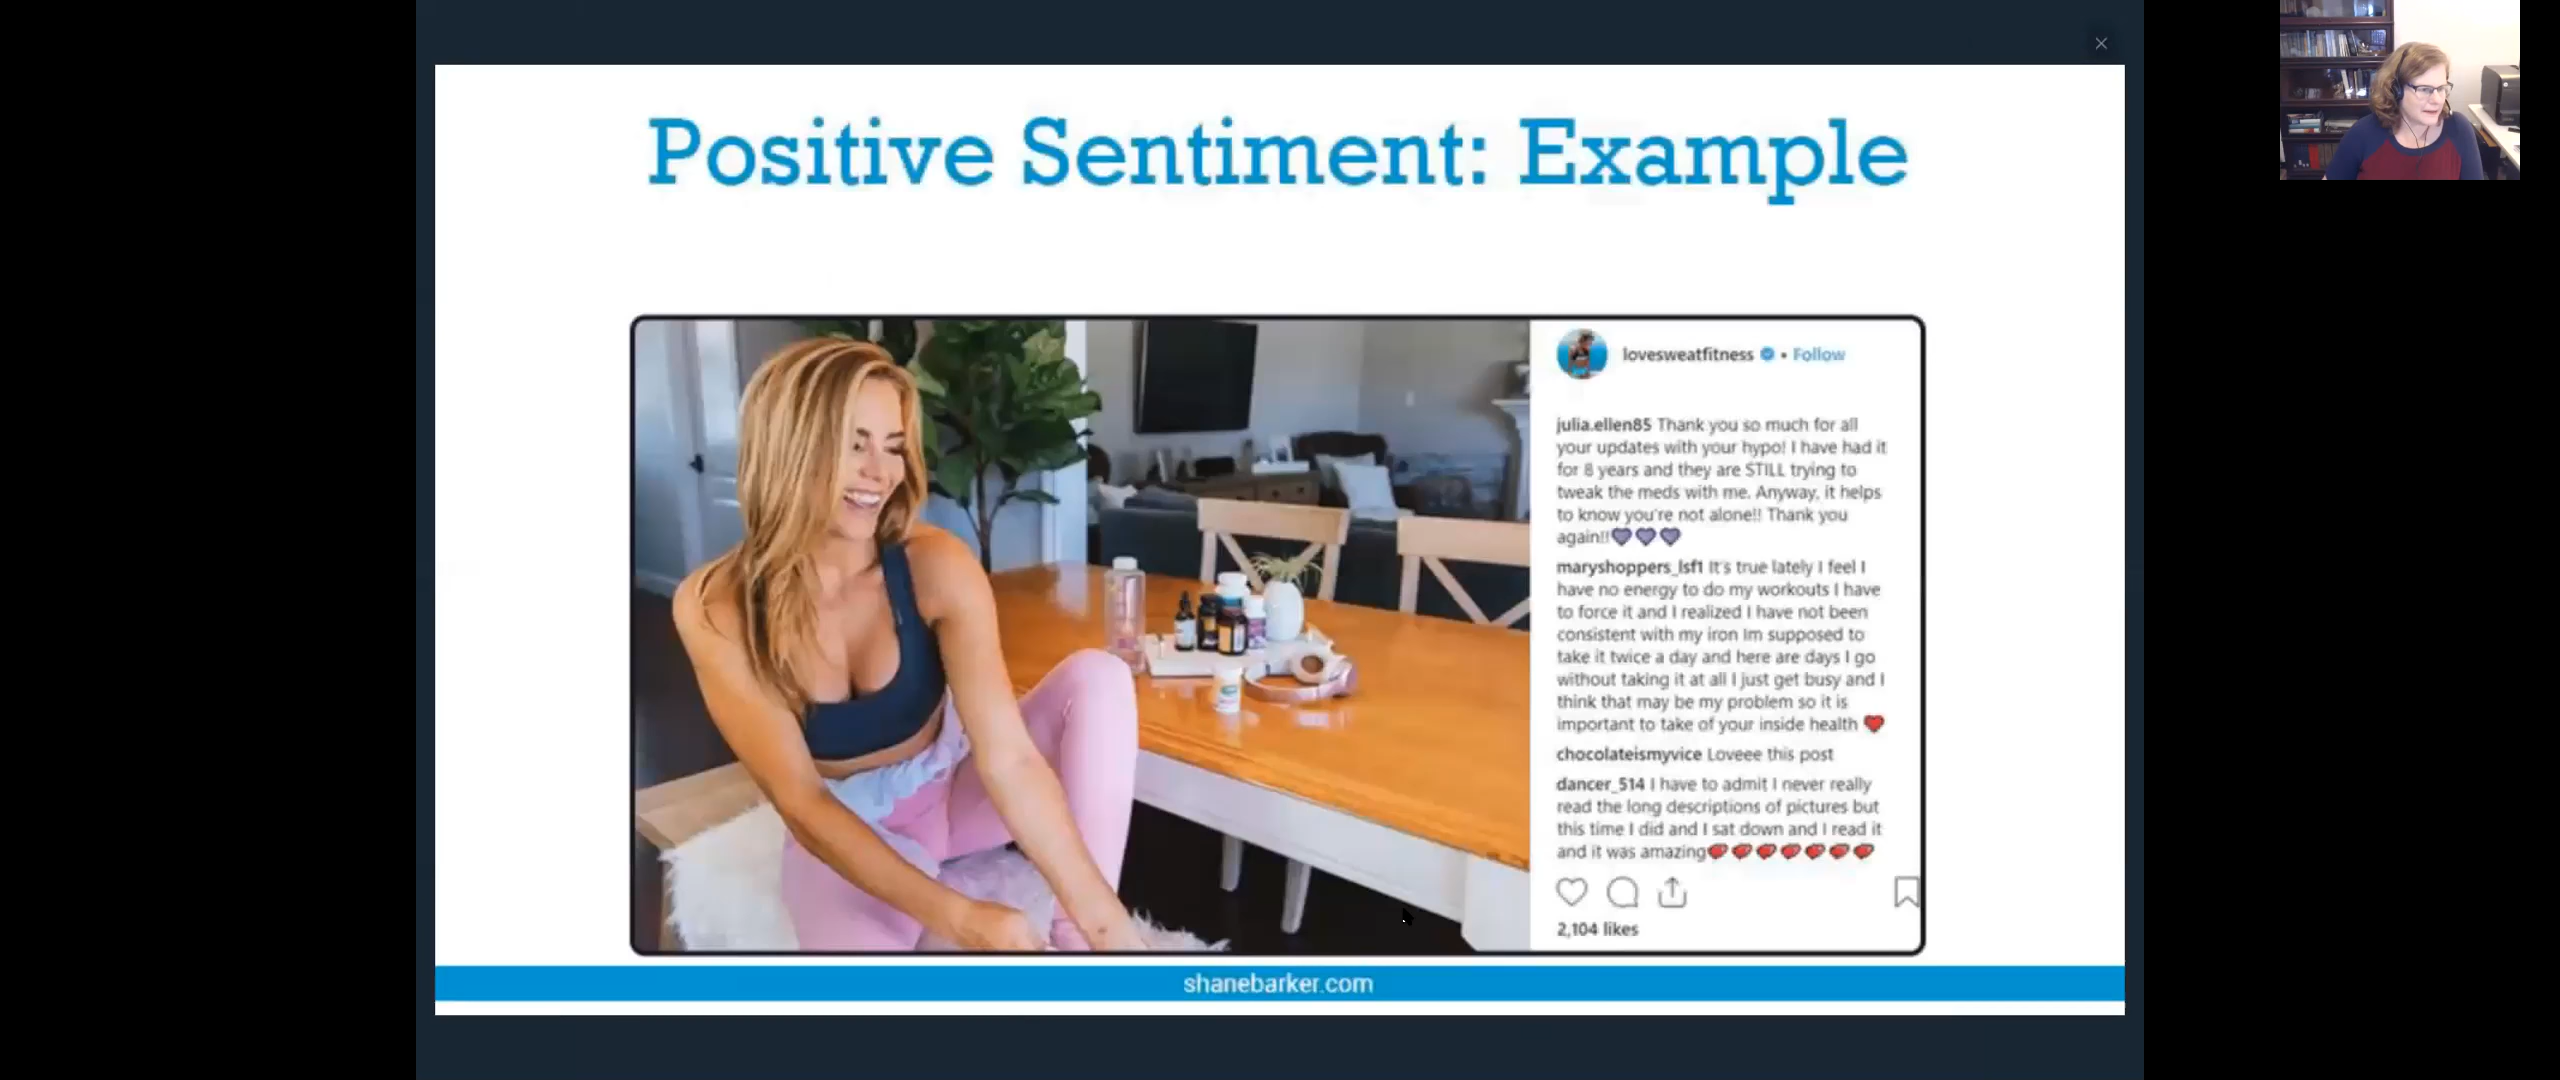 Positive Sentiment: Example
lovesweatfitness • Follow
julia.ellen85 Thank you so much for all
your updates with your hypo! I have had it
for 8 years and they are STILL trying to
tweak the meds with me. Anyway, it helps
to know you're not alone!! Thank you
again!!💜💜💜
maryshoppers_lsf1 It's true lately I feel I
have no energy to do my workouts I have
to force it and I realized I have not been
consistent with my iron Im supposed to
take it twice a day and here are days I go
without taking it at all I just get busy and I
think that may be my problem so it is
important to take of your inside health ❤️
chocolateismyvice Loveee this post
dancer_514 I have to admit I never really
read the long descriptions of pictures but
this time I did and I sat down and I read it
and it was amazing
2,104 likes
shanebarker.com